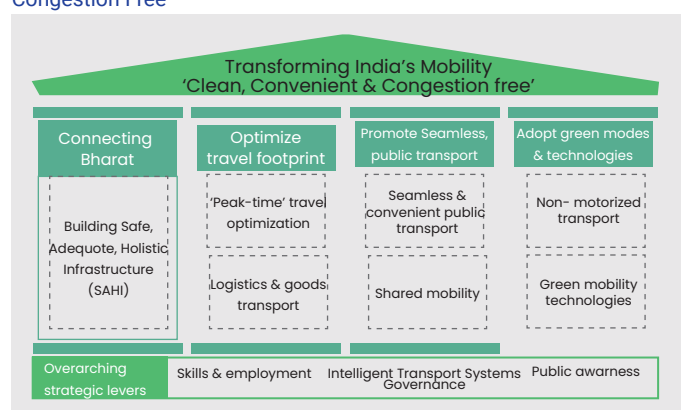 Congestion Free
Transforming India's Mobility
'Clean, Convenient & Congestion free'
Connecting
Bharat
Building Safe,
Adequote, Holistic
Infrastructure
(SAHI)
Optimize
travel footprint
'Peak-time' travel
optimization
Logistics & goods
transport
Promote Seamless,
public transport
Seamless &
convenient public
transport
Shared mobility
Adopt green modes
& technologies
Non- motorized
transport
Green mobility
technologies
Overarching
strategic levers
Skills & employment
Intelligent Transport Systems
Governance
Public awarness